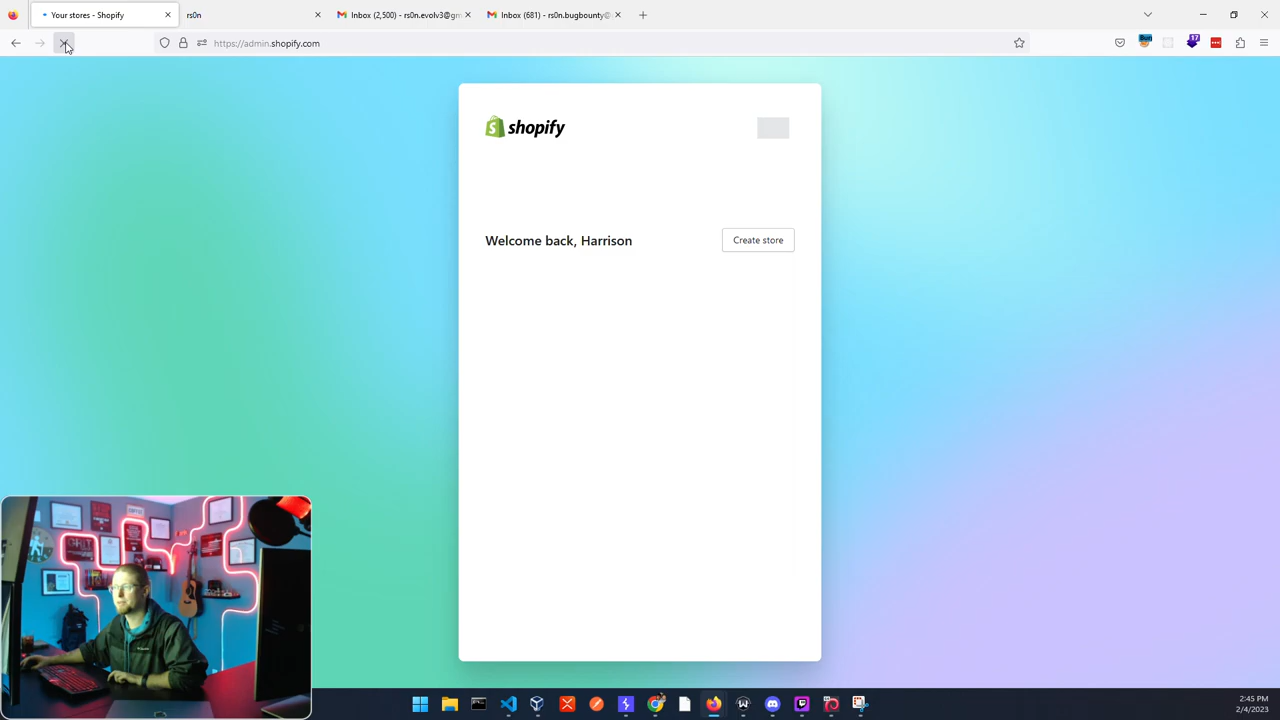 Your stores - Shopify
rs0n
Inbox (2,500) - rs0n.evolv3@gm
Inbox (681) - rs0n.bugbounty@g
https://admin.shopify.com
17
shopify
Welcome back, Harrison
Create store
2:45 PM
2/4/2023